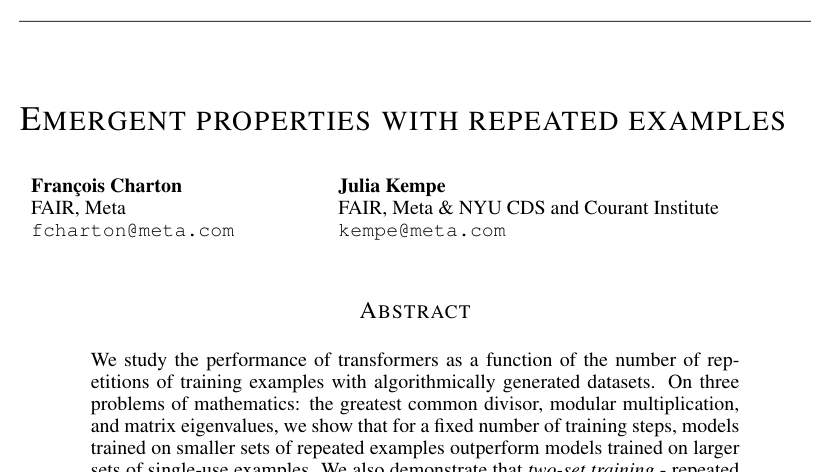 EMERGENT PROPERTIES WITH REPEATED EXAMPLES
François Charton
FAIR, Meta
fcharton@meta.com
Julia Kempe
FAIR, Meta & NYU CDS and Courant Institute
kempe@meta.com
ABSTRACT
We study the performance of transformers as a function of the number of rep-
etitions of training examples with algorithmically generated datasets. On three
problems of mathematics: the greatest common divisor, modular multiplication,
and matrix eigenvalues, we show that for a fixed number of training steps, models
trained on smaller sets of repeated examples outperform models trained on larger
sets of single-use examples. We also demonstrate that two-set training - repeated